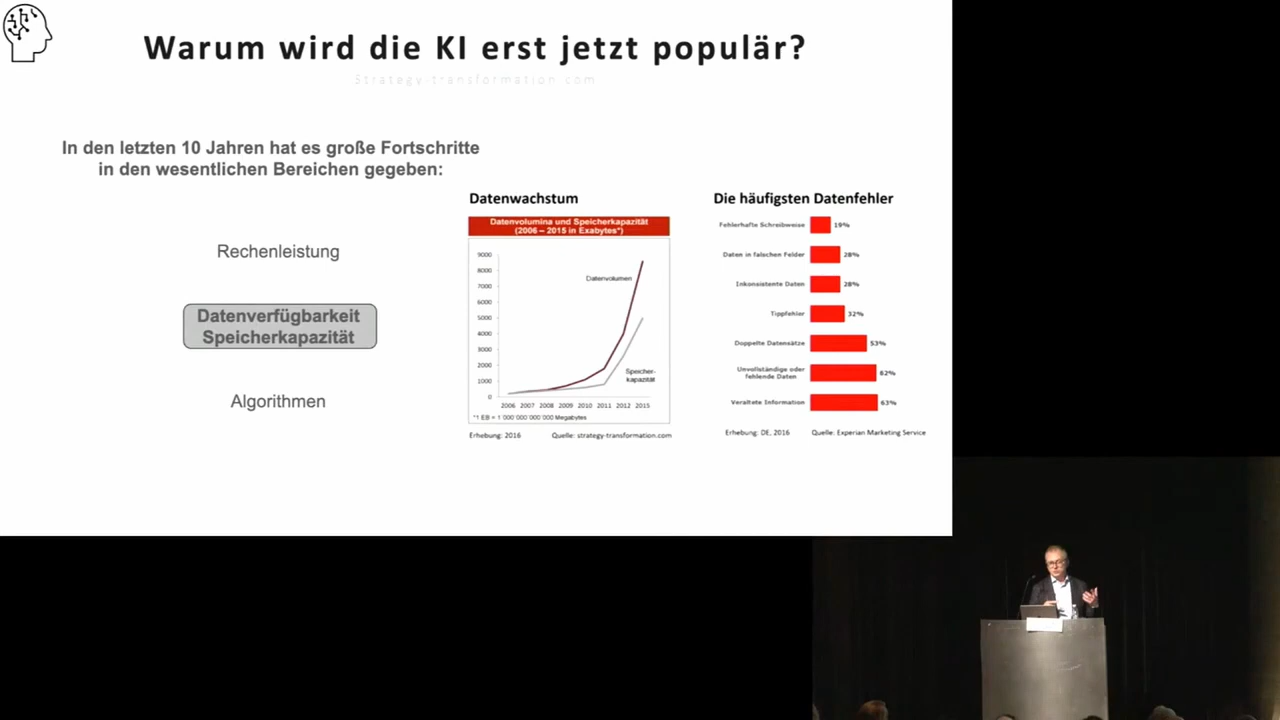 Warum wird die KI erst jetzt populär?
Strategy-transformation com
In den letzten 10 Jahren hat es große Fortschritte
in den wesentlichen Bereichen gegeben:
Rechenleistung
Datenverfügbarkeit
Speicherkapazität
Algorithmen
Datenwachstum
Datenvolumina und Speicherkapazität
(2006 – 2015 in Exabytes*)
9000
8000
7000
6000
5000
4000
3000
2000
1000
0
Datenvolumen
Speicher-
kapazität
2006 2007 2008 2009 2010 2011 2012 2015
*1 EB = 1 000 000 000 000 Megabytes
Erhebung: 2016 Quelle: strategy-transformation.com
Die häufigsten Datenfehler
Fehlerhafte Schreibweise 19%
Daten in falschen Felder 28%
Inkonsistente Daten 28%
Tippfehler 32%
Doppelte Datensätze 53%
Unvollständige oder
fehlende Daten 62%
Veraltete Information 63%
Erhebung: DE, 2016 Quelle: Experian Marketing Service